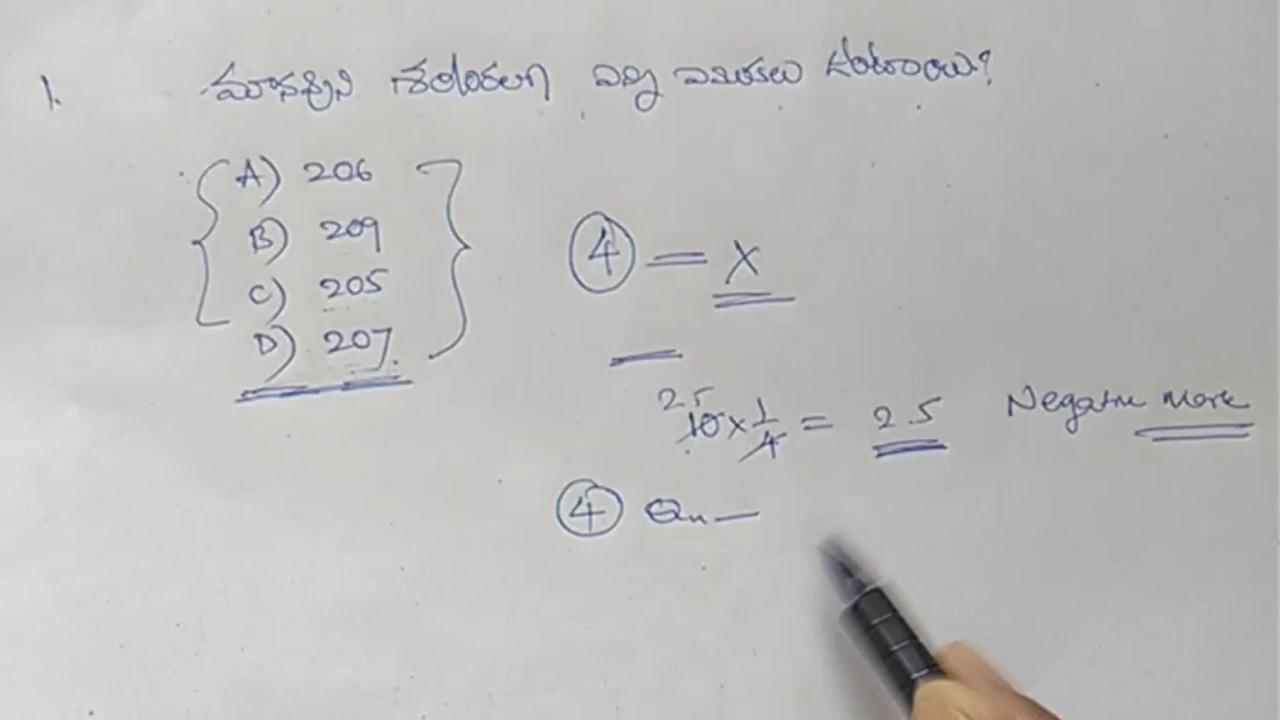 1. మానవుని శరీరంలో ఎన్ని ఎముకలు ఉంటాయి?
A) 206
B) 209
C) 205
D) 207.
4 = X
25
10 x 1/4 = 2.5 Negative Mark
4 Qn —